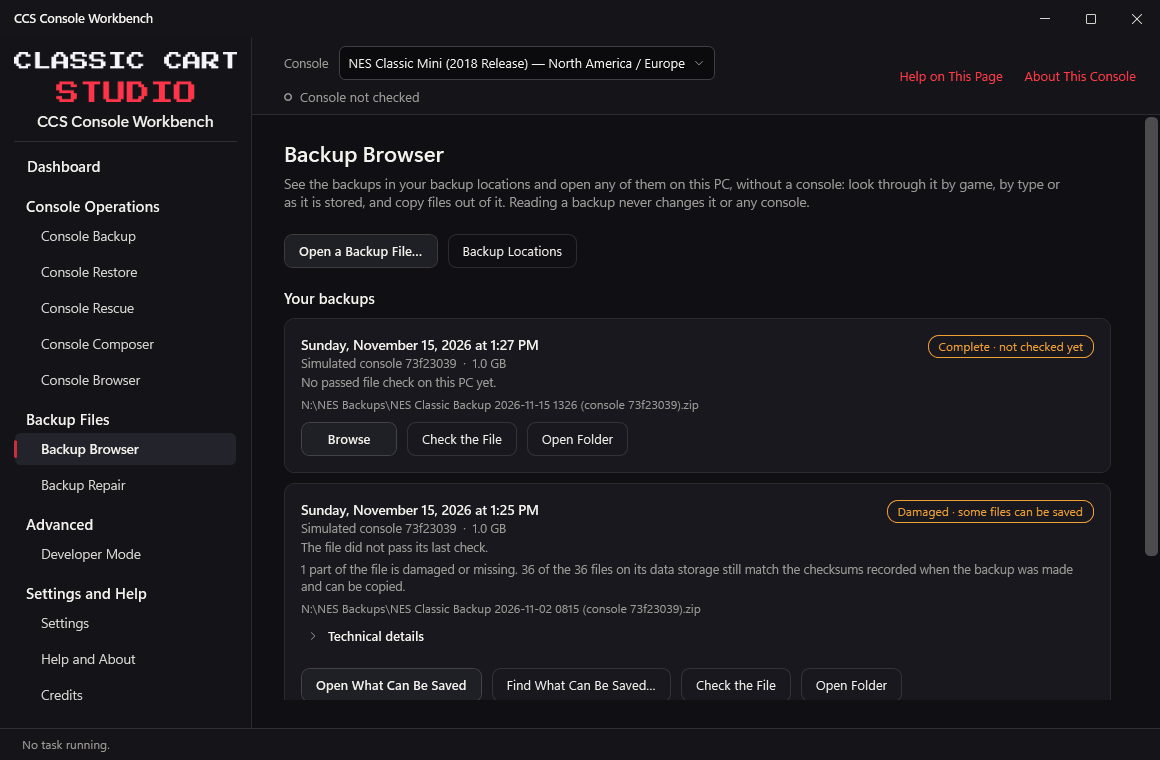 CCS Console Workbench
CLASSIC CART
STUDIO
CCS Console Workbench
Dashboard
Console Operations
Console Backup
Console Restore
Console Rescue
Console Composer
Console Browser
Backup Files
Backup Browser
Backup Repair
Advanced
Developer Mode
Settings and Help
Settings
Help and About
Credits
Console
NES Classic Mini (2018 Release) — North America / Europe
Console not checked
Help on This Page
About This Console
Backup Browser
See the backups in your backup locations and open any of them on this PC, without a console: look through it by game, by type or
as it is stored, and copy files out of it. Reading a backup never changes it or any console.
Open a Backup File...
Backup Locations
Your backups
Sunday, November 15, 2026 at 1:27 PM
Complete · not checked yet
Simulated console 73f23039 · 1.0 GB
No passed file check on this PC yet.
N:\NES Backups\NES Classic Backup 2026-11-15 1326 (console 73f23039).zip
Browse
Check the File
Open Folder
Sunday, November 15, 2026 at 1:25 PM
Damaged · some files can be saved
Simulated console 73f23039 · 1.0 GB
The file did not pass its last check.
1 part of the file is damaged or missing. 36 of the 36 files on its data storage still match the checksums recorded when the backup was made
and can be copied.
N:\NES Backups\NES Classic Backup 2026-11-02 0815 (console 73f23039).zip
Technical details
Open What Can Be Saved
Find What Can Be Saved...
Check the File
Open Folder
No task running.